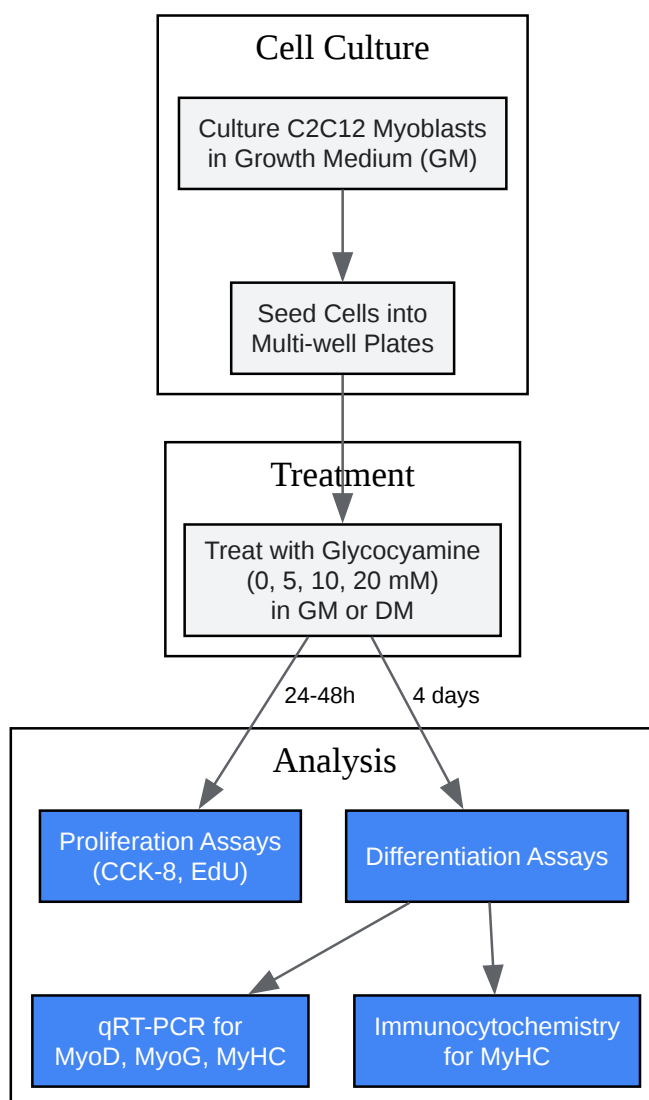 Cell Culture
Culture C2C12 Myoblasts
in Growth Medium (GM)
Seed Cells into
Multi-well Plates
Treatment
Treat with Glycocyamine
(0, 5, 10, 20 mM)
in GM or DM
24-48h
4 days
Analysis
Proliferation Assays
(CCK-8, EdU)
Differentiation Assays
qRT-PCR for
MyoD, MyoG, MyHC
Immunocytochemistry
for MyHC